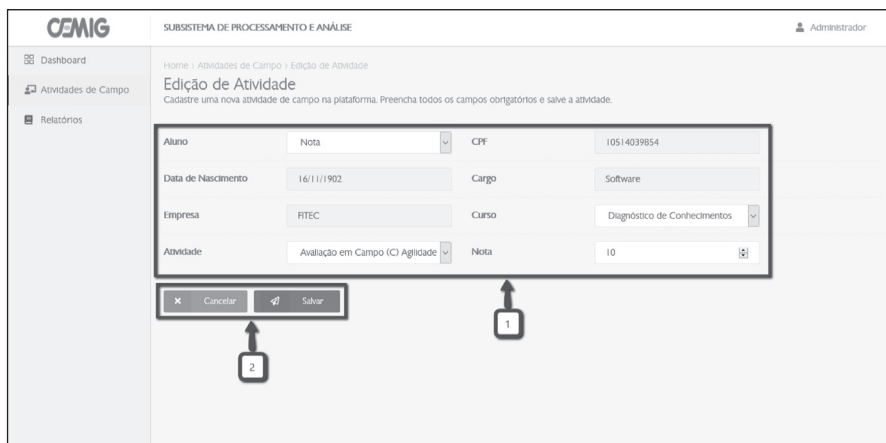 CEMIG
SUBSISTEMA DE PROCESSAMENTO E ANÁLISE
Administrador
Dashboard
Atividades de Campo
Relatórios
Home › Atividades de Campo › Edição de Atividade
Edição de Atividade
Cadastre uma nova atividade de campo na plataforma. Preencha todos os campos obrigatórios e salve a atividade.
Aluno Nota CPF 10514039854
Data de Nascimento 16/11/1902 Cargo Software
Empresa FITEC Curso Diagnóstico de Conhecimentos
Atividade Avaliação em Campo (C) Agilidade Nota 10
Cancelar Salvar
1
2